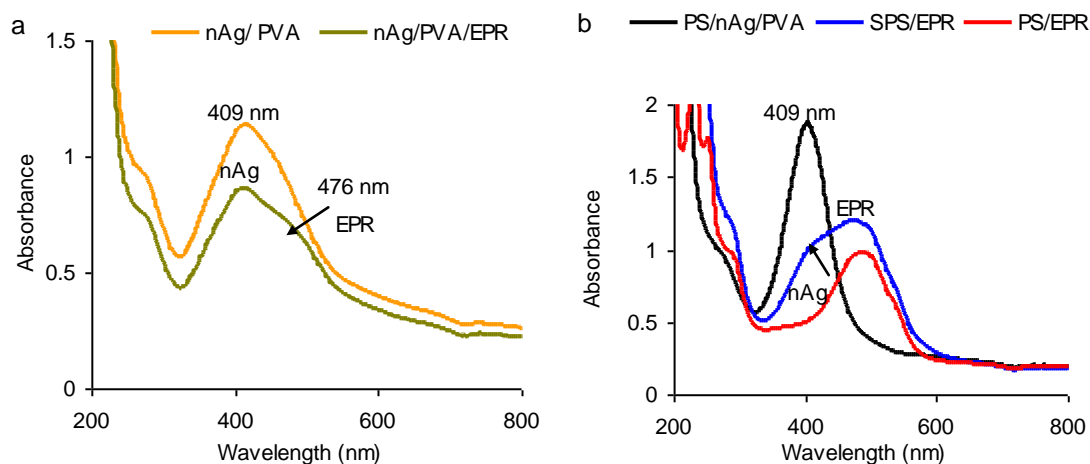 a
nAg/ PVA
nAg/PVA/EPR
1.5
1
0.5
0
409 nm
nAg
476 nm
EPR
Absorbance
200
400
600
800
Wavelength (nm)
b
PS/nAg/PVA
SPS/EPR
PS/EPR
2
1.5
1
0.5
0
409 nm
EPR
nAg
Absorbance
200
400
600
800
Wavelength (nm)